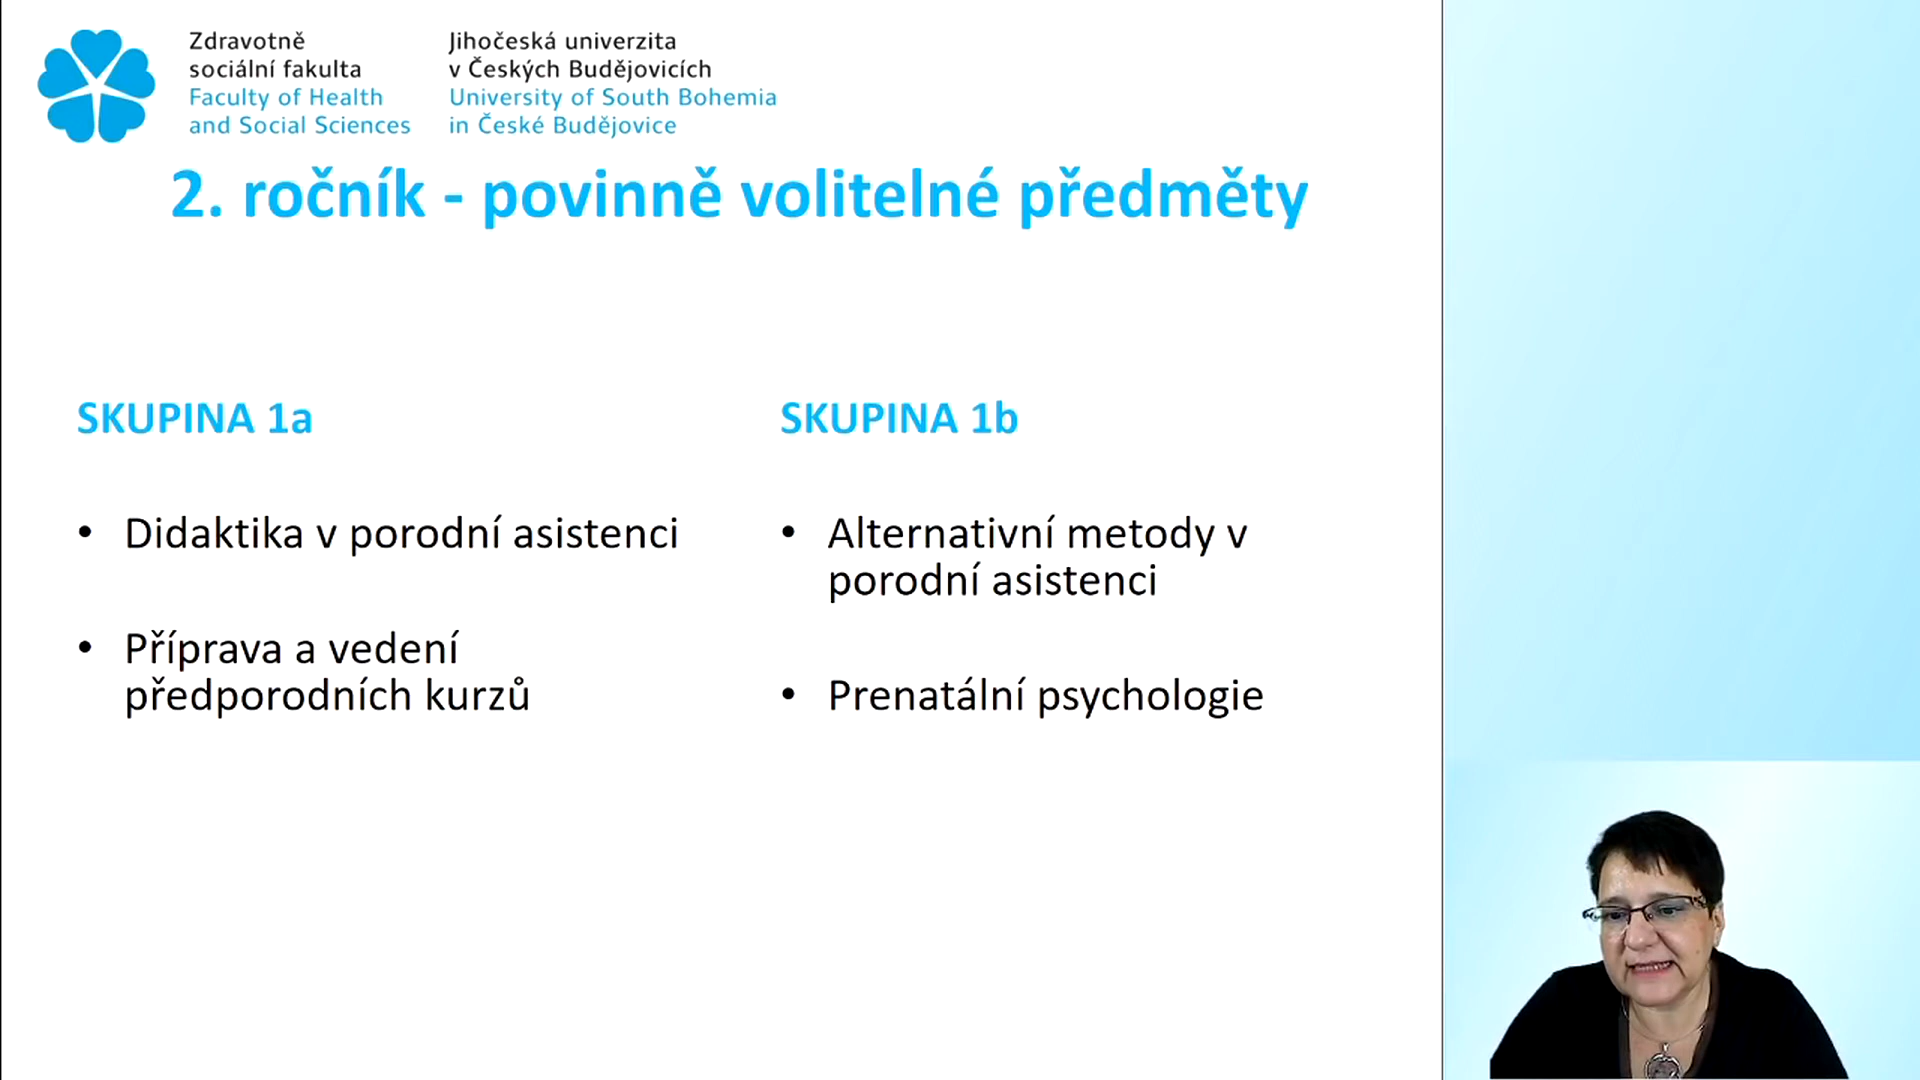 Zdravotně
sociální fakulta
Faculty of Health
and Social Sciences
Jihočeská univerzita
v Českých Budějovicích
University of South Bohemia
in České Budějovice
2. ročník - povinně volitelné předměty
SKUPINA 1a
• Didaktika v porodní asistenci
• Příprava a vedení
předporodních kurzů
SKUPINA 1b
• Alternativní metody v
porodní asistenci
• Prenatální psychologie